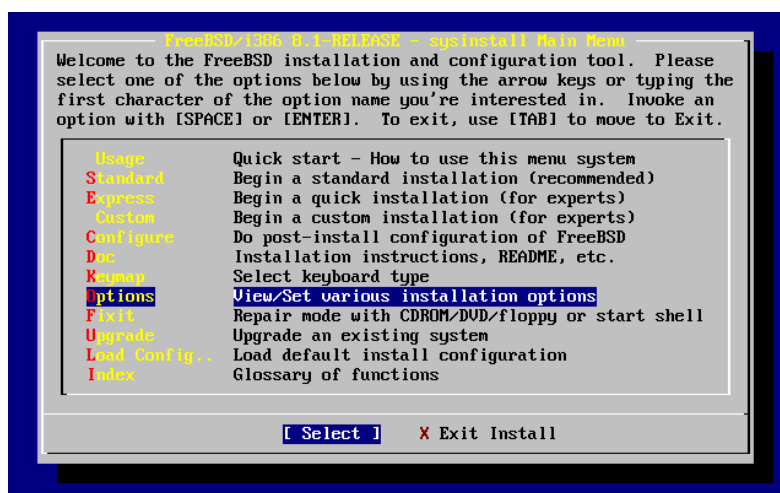 FreeBSD/i386 8.1-RELEASE - sysinstall Main Menu
Welcome to the FreeBSD installation and configuration tool.  Please
select one of the options below by using the arrow keys or typing the
first character of the option name you're interested in.  Invoke an
option with [SPACE] or [ENTER].  To exit, use [TAB] to move to Exit.
Usage Quick start - How to use this menu system
Standard Begin a standard installation (recommended)
Express Begin a quick installation (for experts)
Custom Begin a custom installation (for experts)
Configure Do post-install configuration of FreeBSD
Doc Installation instructions, README, etc.
Keymap Select keyboard type
Options View/Set various installation options
Fixit Repair mode with CDROM/DVD/floppy or start shell
Upgrade Upgrade an existing system
Load Config.. Load default install configuration
Index Glossary of functions
[ Select ] X Exit Install